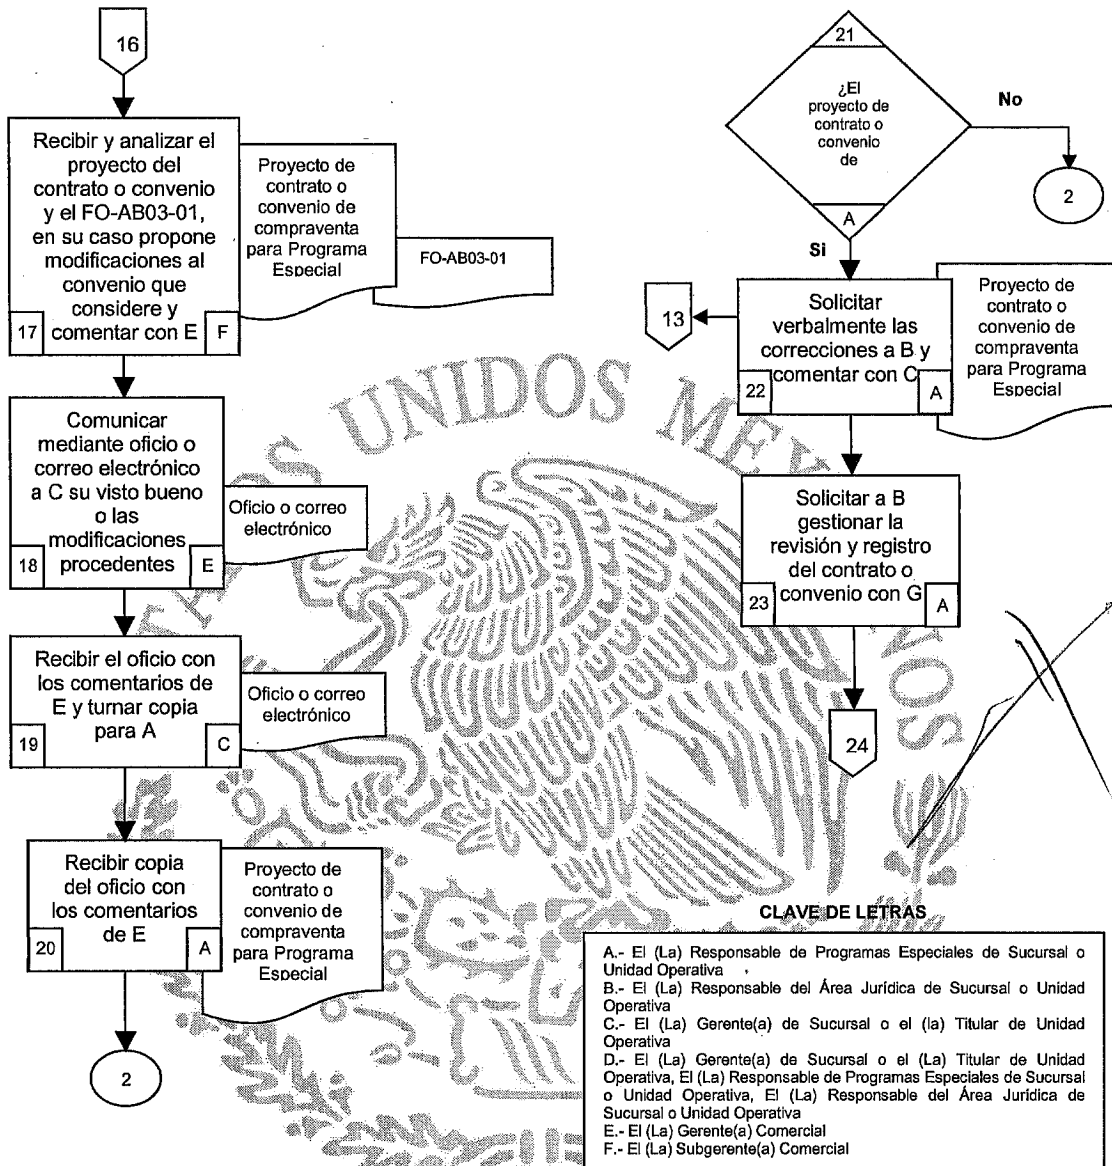 16
Recibir y analizar el
proyecto del
contrato o convenio
y el FO-AB03-01,
en su caso propone
modificaciones al
convenio que
considere y
comentar con E
17
F
Proyecto de
contrato o
convenio de
compraventa
para Programa
Especial
FO-AB03-01
Comunicar
mediante oficio o
correo electrónico
a C su visto bueno
o las
modificaciones
procedentes
18
E
Oficio o correo
electrónico
Recibir el oficio con
los comentarios de
E y turnar copia
para A
19
C
Oficio o correo
electrónico
Recibir copia
del oficio con
los comentarios
de E
20
A
Proyecto de
contrato o
convenio de
compraventa
para Programa
Especial
2
21
¿El
proyecto de
contrato o
convenio
de
A
No
2
Si
Solicitar
verbalmente las
correcciones a B y
comentar con C
22
A
13
Proyecto de
contrato o
convenio de
compraventa
para Programa
Especial
Solicitar a B
gestionar la
revisión y registro
del contrato o
convenio con G
23
A
24
UNIDOS
CLAVE DE LETRAS
A.- El (La) Responsable de Programas Especiales de Sucursal o
Unidad Operativa
B.- El (La) Responsable del Área Jurídica de Sucursal o Unidad
Operativa
C.- El (La) Gerente(a) de Sucursal o el (la) Titular de Unidad
Operativa
D.- El (La) Gerente(a) de Sucursal o el (La) Titular de Unidad
Operativa, El (La) Responsable de Programas Especiales de Sucursal
o Unidad Operativa, El (La) Responsable del Área Jurídica de
Sucursal o Unidad Operativa
E.- El (La) Gerente(a) Comercial
F.- El (La) Subgerente(a) Comercial